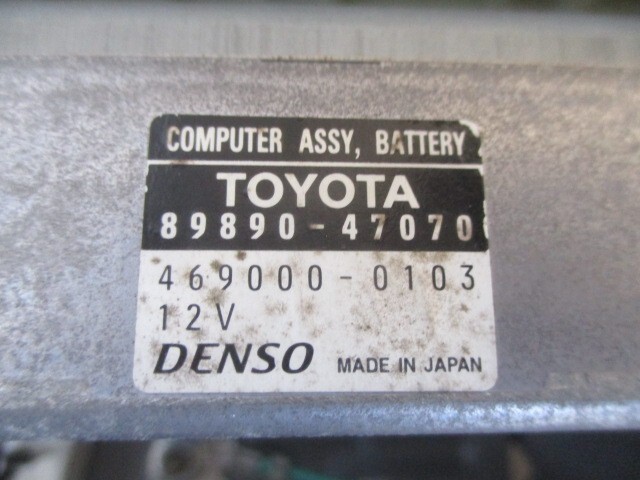 COMPUTER ASSY, BATTERY
TOYOTA
89890-47070
469000-0103
12V
DENSO MADE IN JAPAN